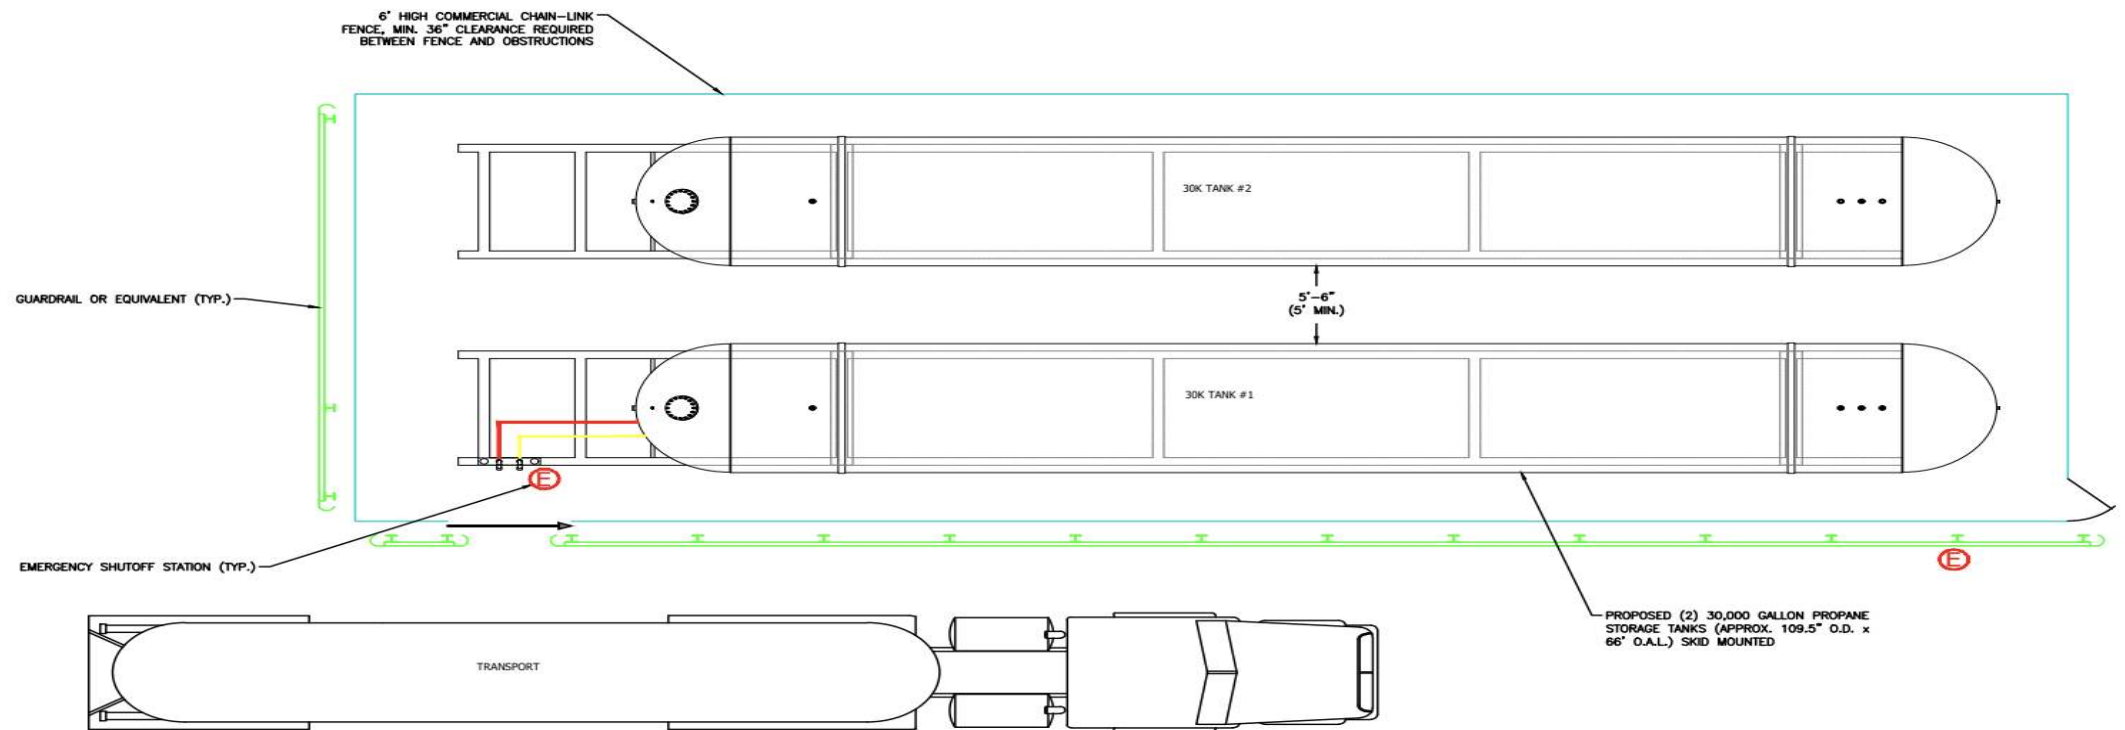 6' HIGH COMMERCIAL CHAIN-LINK
FENCE, MIN. 36" CLEARANCE REQUIRED
BETWEEN FENCE AND OBSTRUCTIONS
30K TANK #2
GUARDRAIL OR EQUIVALENT (TYP.)
5'-6"
(5' MIN.)
30K TANK #1
E
EMERGENCY SHUTOFF STATION (TYP.)
E
PROPOSED (2) 30,000 GALLON PROPANE
STORAGE TANKS (APPROX. 109.5" O.D. x
66' O.A.L.) SKID MOUNTED
TRANSPORT